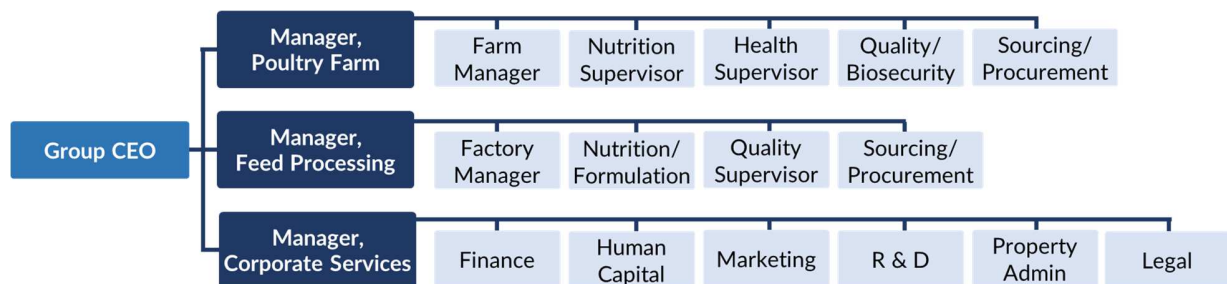 Group CEO
Manager,
Poultry Farm
Farm
Manager
Nutrition
Supervisor
Health
Supervisor
Quality/
Biosecurity
Sourcing/
Procurement
Manager,
Feed Processing
Factory
Manager
Nutrition/
Formulation
Quality
Supervisor
Sourcing/
Procurement
Manager,
Corporate Services
Finance
Human
Capital
Marketing
R & D
Property
Admin
Legal